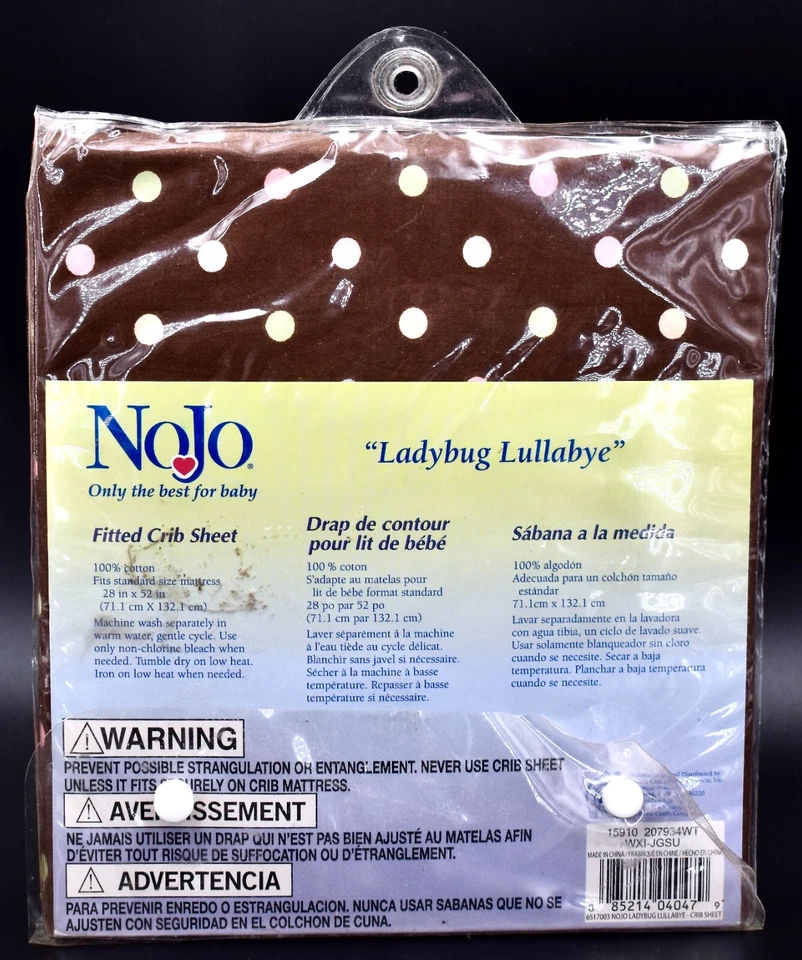 NoJo®
Only the best for baby
"Ladybug Lullabye"
Fitted Crib Sheet
100% cotton
Fits standard size mattress
28 in x 52 in
(71.1 cm X 132.1 cm)
Machine wash separately in
warm water, gentle cycle. Use
only non-chlorine bleach when
needed. Tumble dry on low heat.
Iron on low heat when needed.
Drap de contour
pour lit de bébé
100 % coton
S'adapte au matelas pour
lit de bébé format standard
28 po par 52 po
(71.1 cm par 132.1 cm)
Laver séparément à la machine
à l'eau tiède au cycle délicat.
Blanchir sans javel si nécessaire.
Sécher à la machine à basse
température. Repasser à basse
température si nécessaire.
Sábana a la medida
100% algodón
Adecuada para un colchón tamaño
estándar
71.1cm x 132.1 cm
Lavar separadamente en la lavadora
con agua tibia, un ciclo de lavado suave.
Usar solamente blanqueador sin cloro
cuando se necesite. Secar a baja
temperatura. Planchar a baja temperatura
cuando se necesite.
WARNING
PREVENT POSSIBLE STRANGULATION OR ENTANGLEMENT. NEVER USE CRIB SHEET
UNLESS IT FITS SECURELY ON CRIB MATTRESS.
AVERTISSEMENT
NE JAMAIS UTILISER UN DRAP QUI N'EST PAS BIEN AJUSTÉ AU MATELAS AFIN
D'ÉVITER TOUT RISQUE DE SUFFOCATION OU D'ÉTRANGLEMENT.
ADVERTENCIA
PARA PREVENIR ENREDO O ESTRANGULACION. NUNCA USAR SABANAS QUE NO SE
AJUSTEN CON SEGURIDAD EN EL COLCHON DE CUNA.
Distributed by
15910 207934WT
WXI-JGSU
MADE IN CHINA / FABRIQUÉ EN CHINE / HECHO EN CHINA
0 85214 04047 9
6517003 NOJO LADYBUG LULLABYE - CRIB SHEET